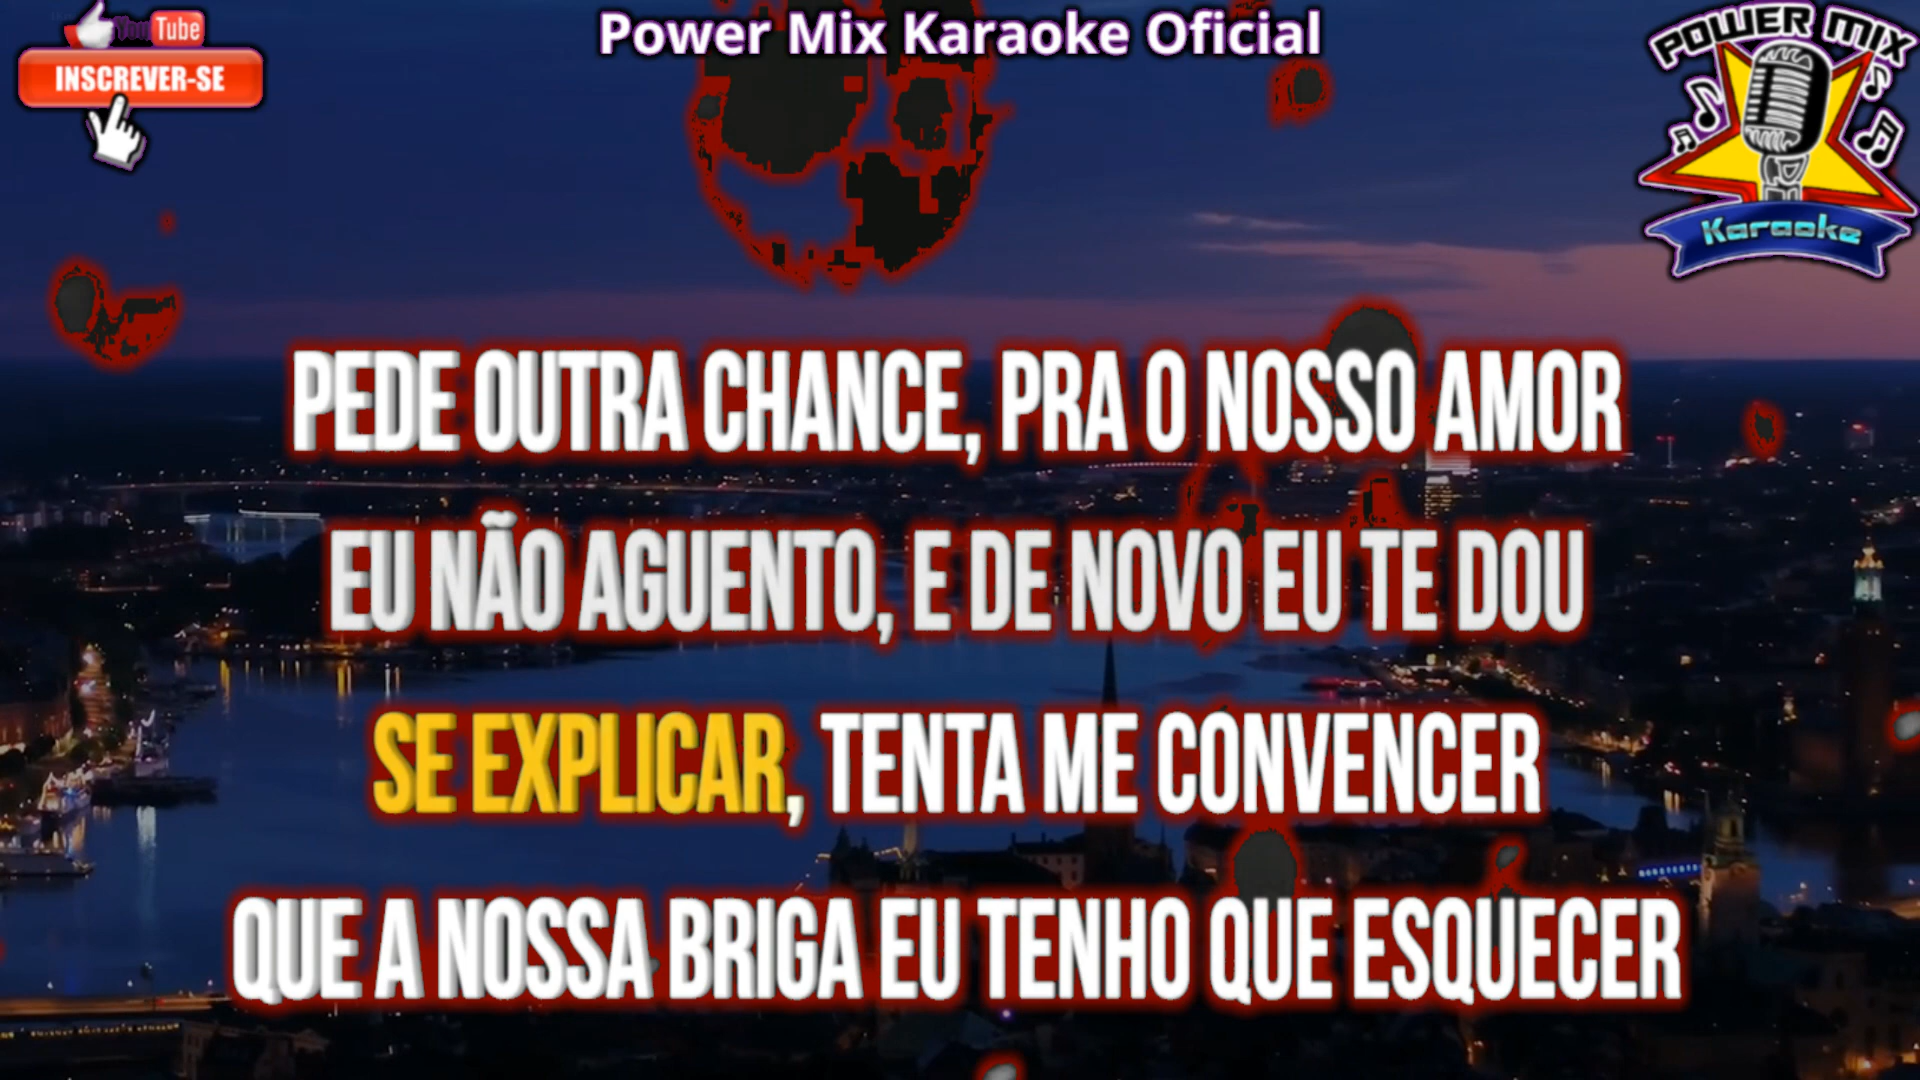 YouTube
INSCREVER-SE
Power Mix Karaoke Oficial
POWER MIX
Karaoke
PEDE OUTRA CHANCE, PRA O NOSSO AMOR
EU NÃO AGUENTO, E DE NOVO EU TE DOU
SE EXPLICAR, TENTA ME CONVENCER
QUE A NOSSA BRIGA EU TENHO QUE ESQUECER